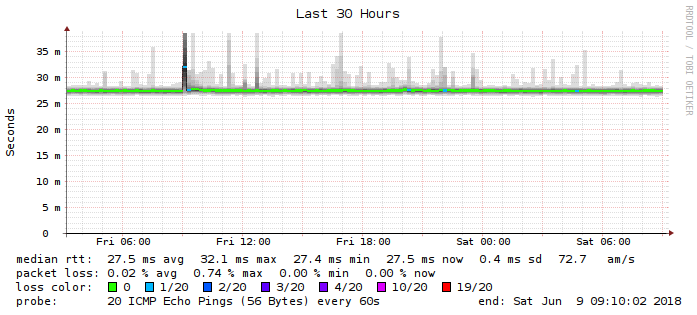 Last 30 Hours
RRDTOOL / TOBI OETIKER
Seconds
35 m
30 m
25 m
20 m
15 m
10 m
5 m
0
Fri 06:00 Fri 12:00 Fri 18:00 Sat 00:00 Sat 06:00
median rtt: 27.5 ms avg 32.1 ms max 27.4 ms min 27.5 ms now 0.4 ms sd 72.7 am/s
packet loss: 0.02 % avg 0.74 % max 0.00 % min 0.00 % now
loss color: 0 1/20 2/20 3/20 4/20 10/20 19/20
probe: 20 ICMP Echo Pings (56 Bytes) every 60s end: Sat Jun 9 09:10:02 2018